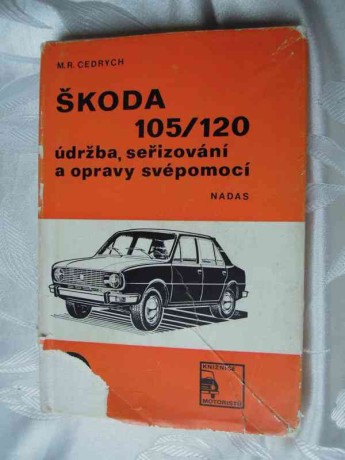 M. R. CEDRYCH
ŠKODA
105/120
údržba, seřizování
a opravy svépomocí
NADAS
KNIŽNICE
MOTORISTŮ